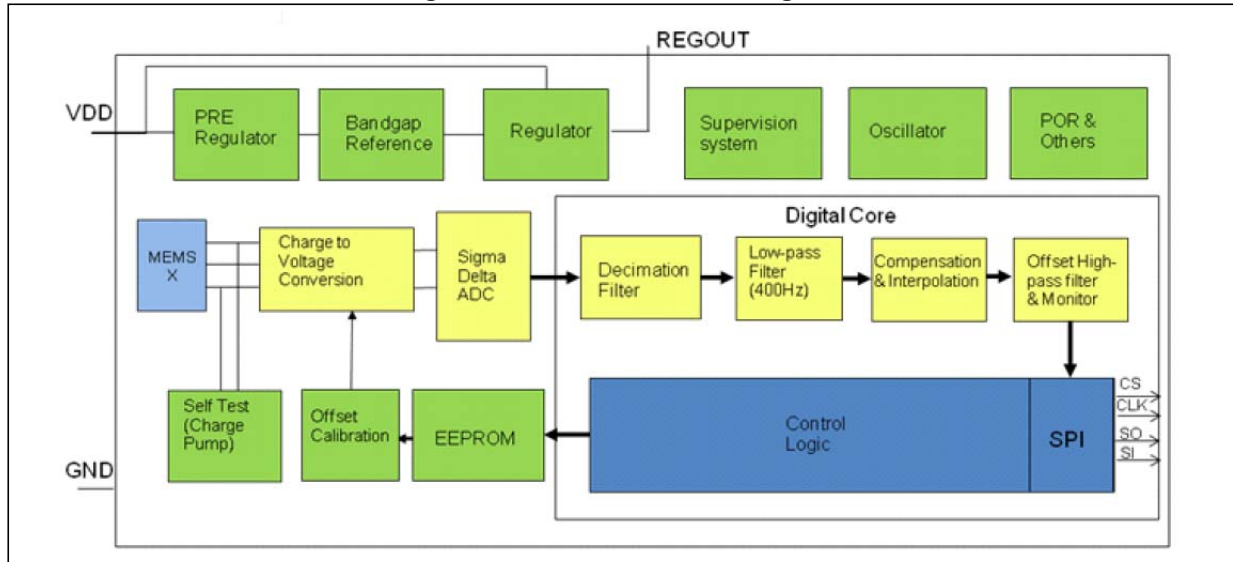 REGOUT
VDD
PRE
Regulator
Bandgap
Reference
Regulator
Supervision
system
Oscillator
POR &
Others
Digital Core
MEMS
X
Charge to
Voltage
Conversion
Sigma
Delta
ADC
Decimation
Filter
Low-pass
Filter
(400Hz)
Compensation
& Interpolation
Offset High-
pass filter
& Monitor
Self Test
(Charge
Pump)
Offset
Calibration
EEPROM
Control
Logic
SPI
CS
CLK
SO
SI
GND